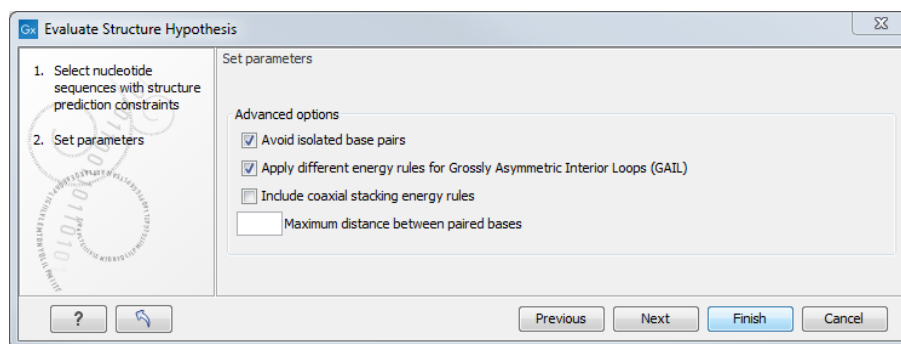 Gx Evaluate Structure Hypothesis
1. Select nucleotide
sequences with structure
prediction constraints
2. Set parameters
Set parameters
Advanced options
Avoid isolated base pairs
Apply different energy rules for Grossly Asymmetric Interior Loops (GAIL)
Include coaxial stacking energy rules
Maximum distance between paired bases
? Previous Next Finish Cancel